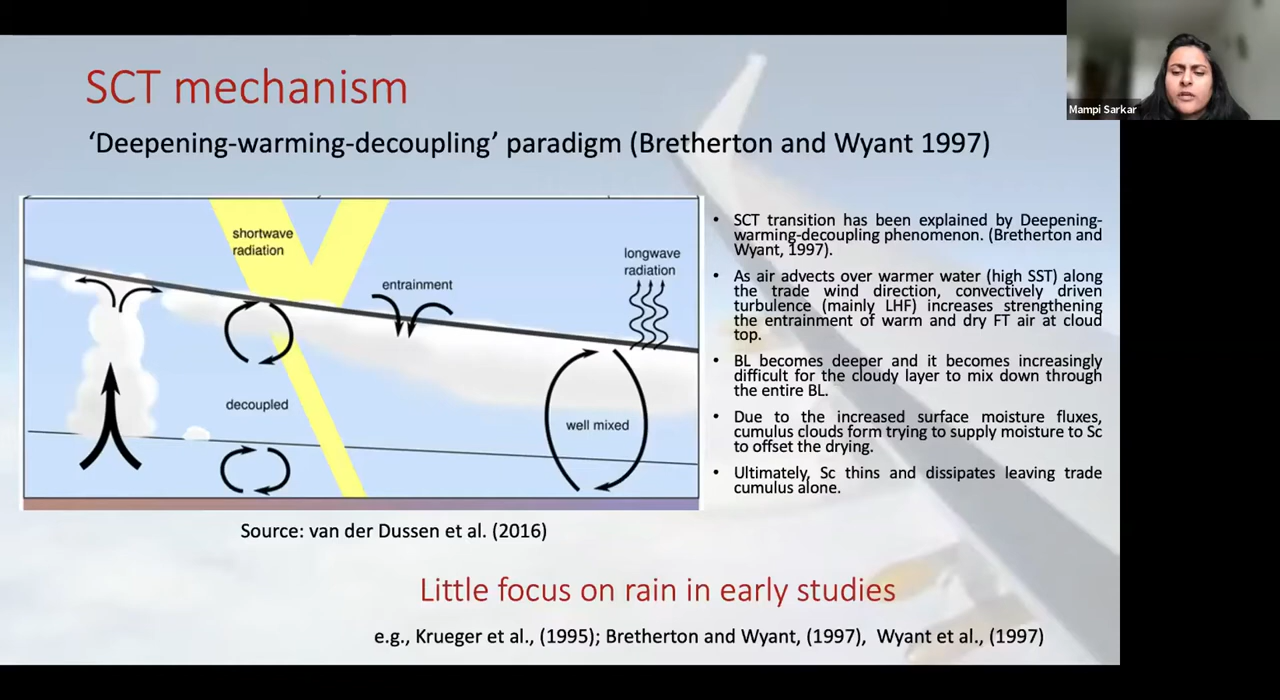 Mampi Sarkar
SCT mechanism
‘Deepening-warming-decoupling’ paradigm (Bretherton and Wyant 1997)
shortwave
radiation
entrainment
longwave
radiation
decoupled
well mixed
• SCT transition has been explained by Deepening-
warming-decoupling phenomenon. (Bretherton and
Wyant, 1997).
• As air advects over warmer water (high SST) along
the trade wind direction, convectively driven
turbulence (mainly LHF) increases strengthening
the entrainment of warm and dry FT air at cloud
top.
• BL becomes deeper and it becomes increasingly
difficult for the cloudy layer to mix down through
the entire BL.
• Due to the increased surface moisture fluxes,
cumulus clouds form trying to supply moisture to Sc
to offset the drying.
• Ultimately, Sc thins and dissipates leaving trade
cumulus alone.
Source: van der Dussen et al. (2016)
Little focus on rain in early studies
e.g., Krueger et al., (1995); Bretherton and Wyant, (1997), Wyant et al., (1997)